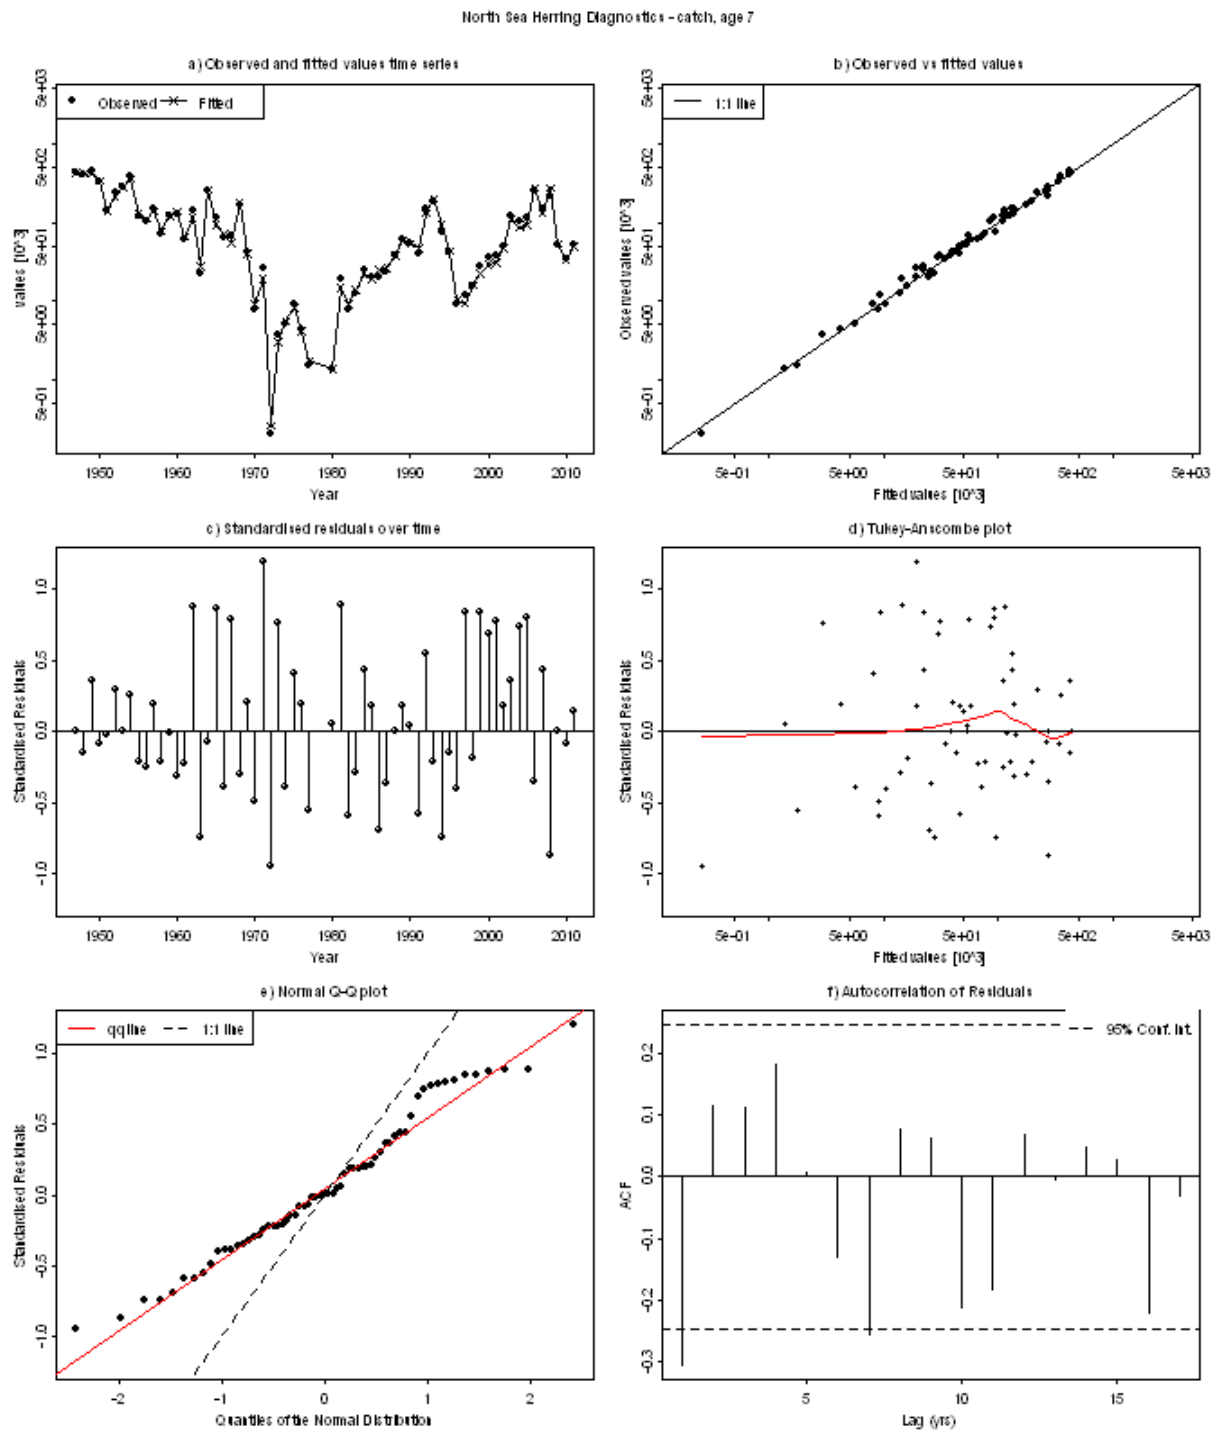 North Sea Herring Diagnostics - catch, age 7
a) Observed and fitted values time series
Observed
Fitted
values [10^3]
5e-01
5e+00
5e+01
5e+02
5e+03
1950
1960
1970
1980
1990
2000
2010
Year
b) Observed vs fitted values
1:1 line
Observed values [10^3]
5e-01
5e+00
5e+01
5e+02
5e+03
5e-01
5e+00
5e+01
5e+02
5e+03
Fitted values [10^3]
c) Standardised residuals over time
Standardised Residuals
-1.0
-0.5
0.0
0.5
1.0
1950
1960
1970
1980
1990
2000
2010
Year
d) Tukey-Anscombe plot
Standardised Residuals
-1.0
-0.5
0.0
0.5
1.0
5e-01
5e+00
5e+01
5e+02
5e+03
Fitted values [10^3]
e) Normal Q-Q plot
qq line
1:1 line
Standardised Residuals
-1.0
-0.5
0.0
0.5
1.0
-2
-1
0
1
2
Quantiles of the Normal Distribution
f) Autocorrelation of Residuals
95% Conf. Int.
ACF
-0.3
-0.2
-0.1
0.0
0.1
0.2
5
10
15
Lag (yrs)